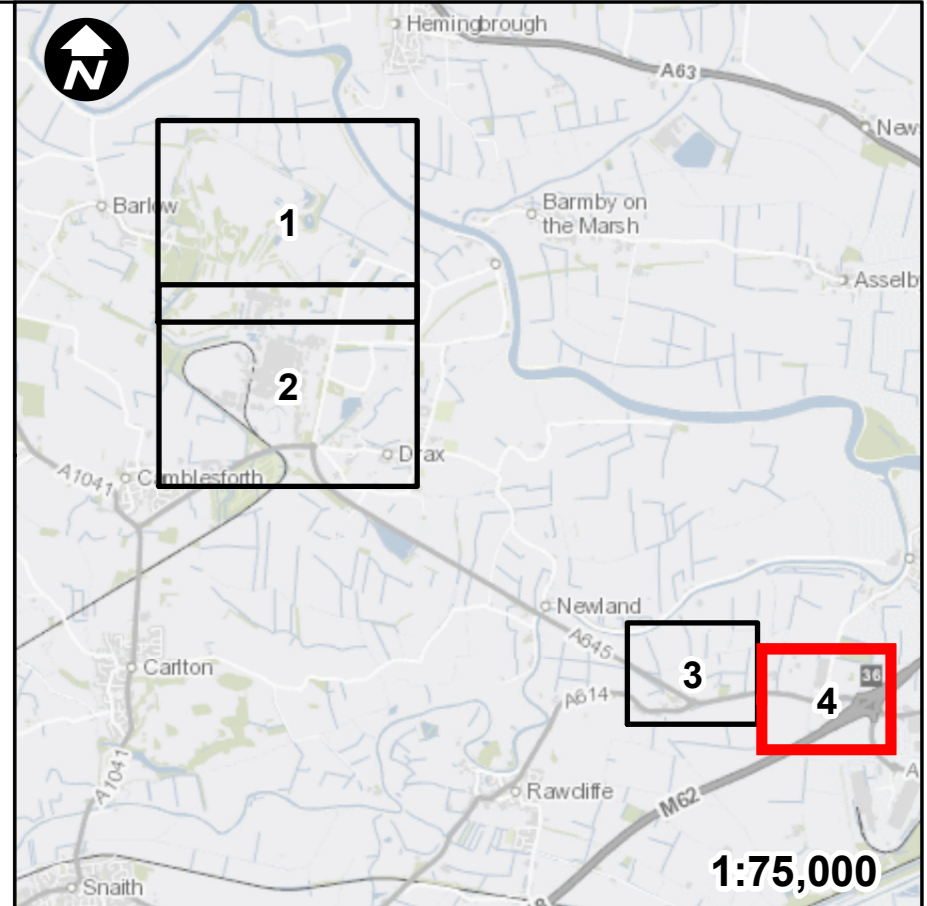 N
Hemingbrough
A63
New
Barlow
1
Barmby on
the Marsh
Asselb
2
Drax
A1041
Camblesforth
Newland
A645
Carlton
3
36
A614
4
A1041
Rawcliffe
A
M62
1:75,000
Snaith
8